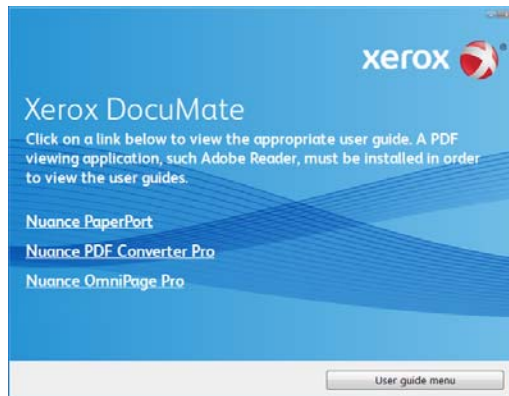 xerox
Xerox DocuMate
Click on a link below to view the appropriate user guide. A PDF
viewing application, such Adobe Reader, must be installed in order
to view the user guides.
Nuance PaperPort
Nuance PDF Converter Pro
Nuance OmniPage Pro
User guide menu